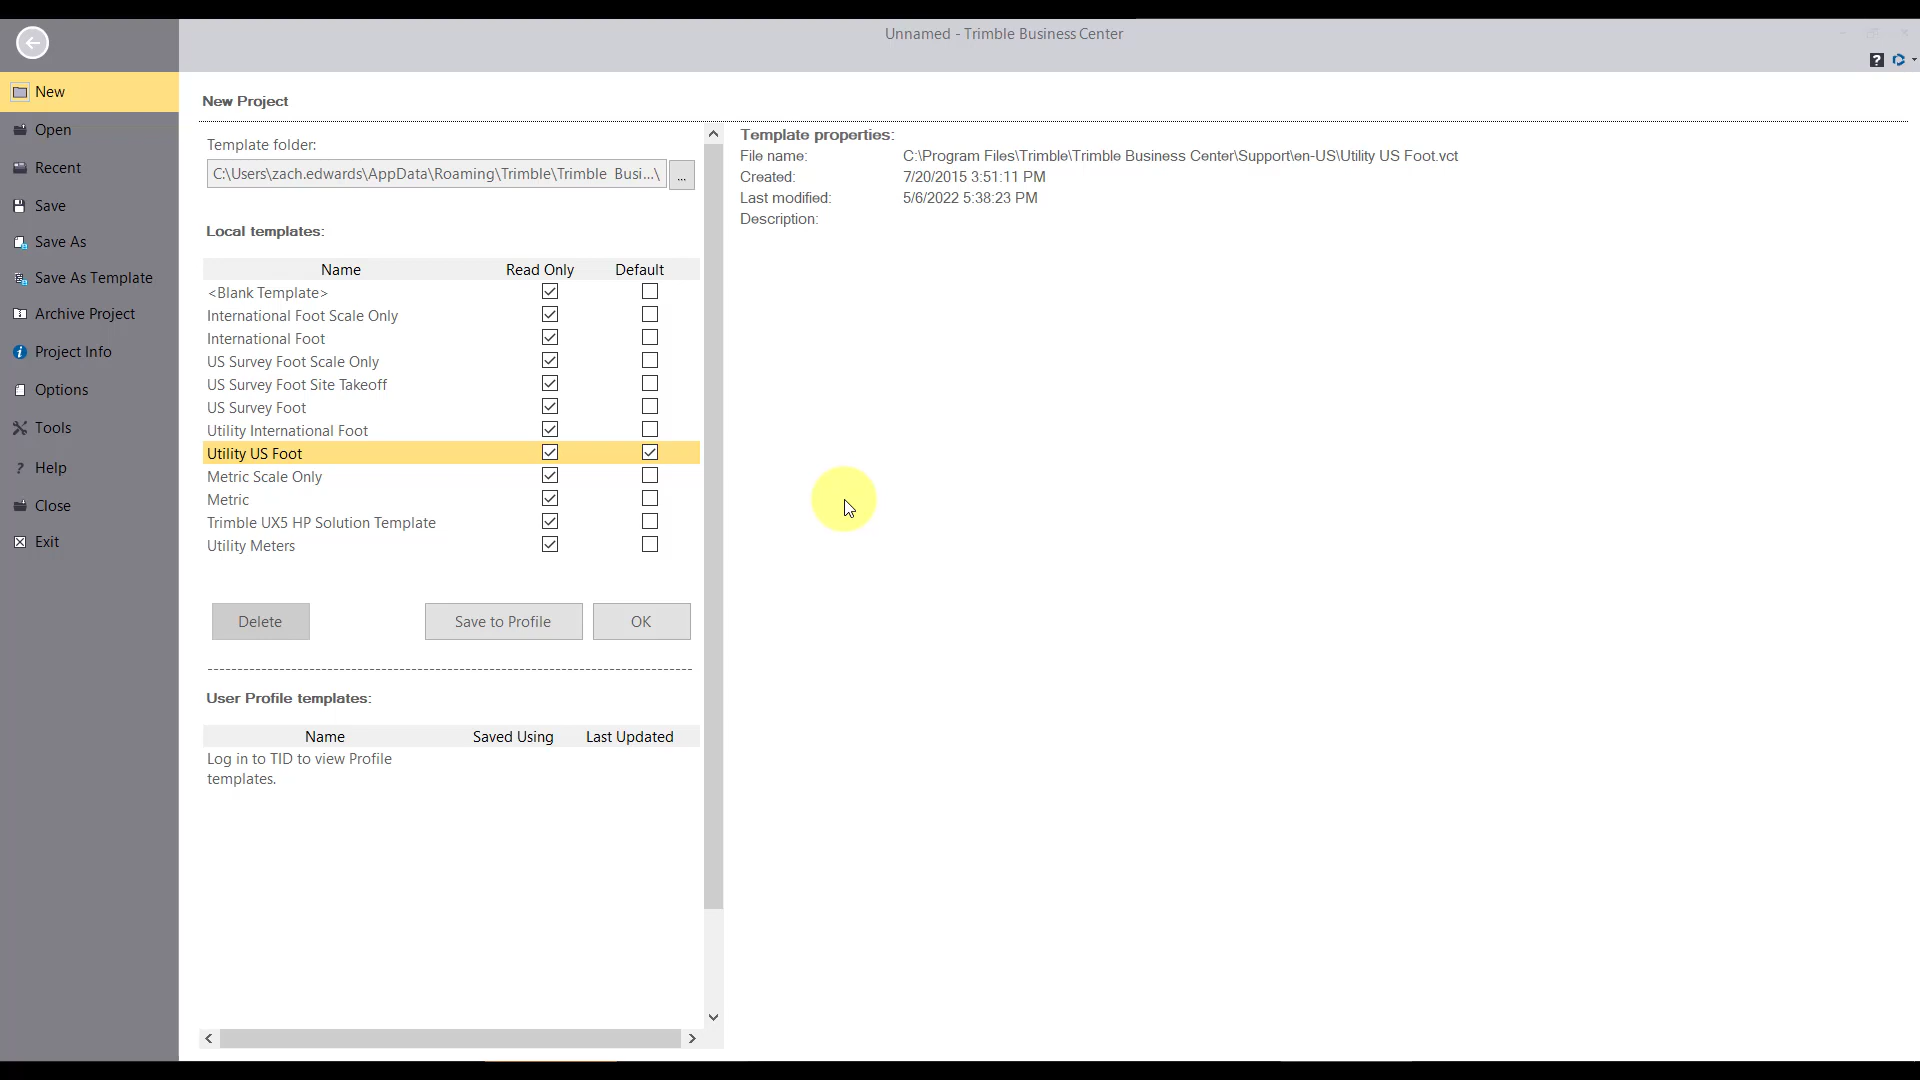 Unnamed - Trimble Business Center
?
New
Open
Recent
Save
Save As
Save As Template
Archive Project
Project Info
Options
Tools
? Help
Close
Exit
New Project
Template folder:
C:\Users\zach.edwards\AppData\Roaming\Trimble\Trimble Busi...\ ...
Local templates:
Name Read Only Default
<Blank Template>
International Foot Scale Only
International Foot
US Survey Foot Scale Only
US Survey Foot Site Takeoff
US Survey Foot
Utility International Foot
Utility US Foot
Metric Scale Only
Metric
Trimble UX5 HP Solution Template
Utility Meters
Delete Save to Profile OK
User Profile templates:
Name Saved Using Last Updated
Log in to TID to view Profile
templates.
Template properties:
File name: C:\Program Files\Trimble\Trimble Business Center\Support\en-US\Utility US Foot.vct
Created: 7/20/2015 3:51:11 PM
Last modified: 5/6/2022 5:38:23 PM
Description: